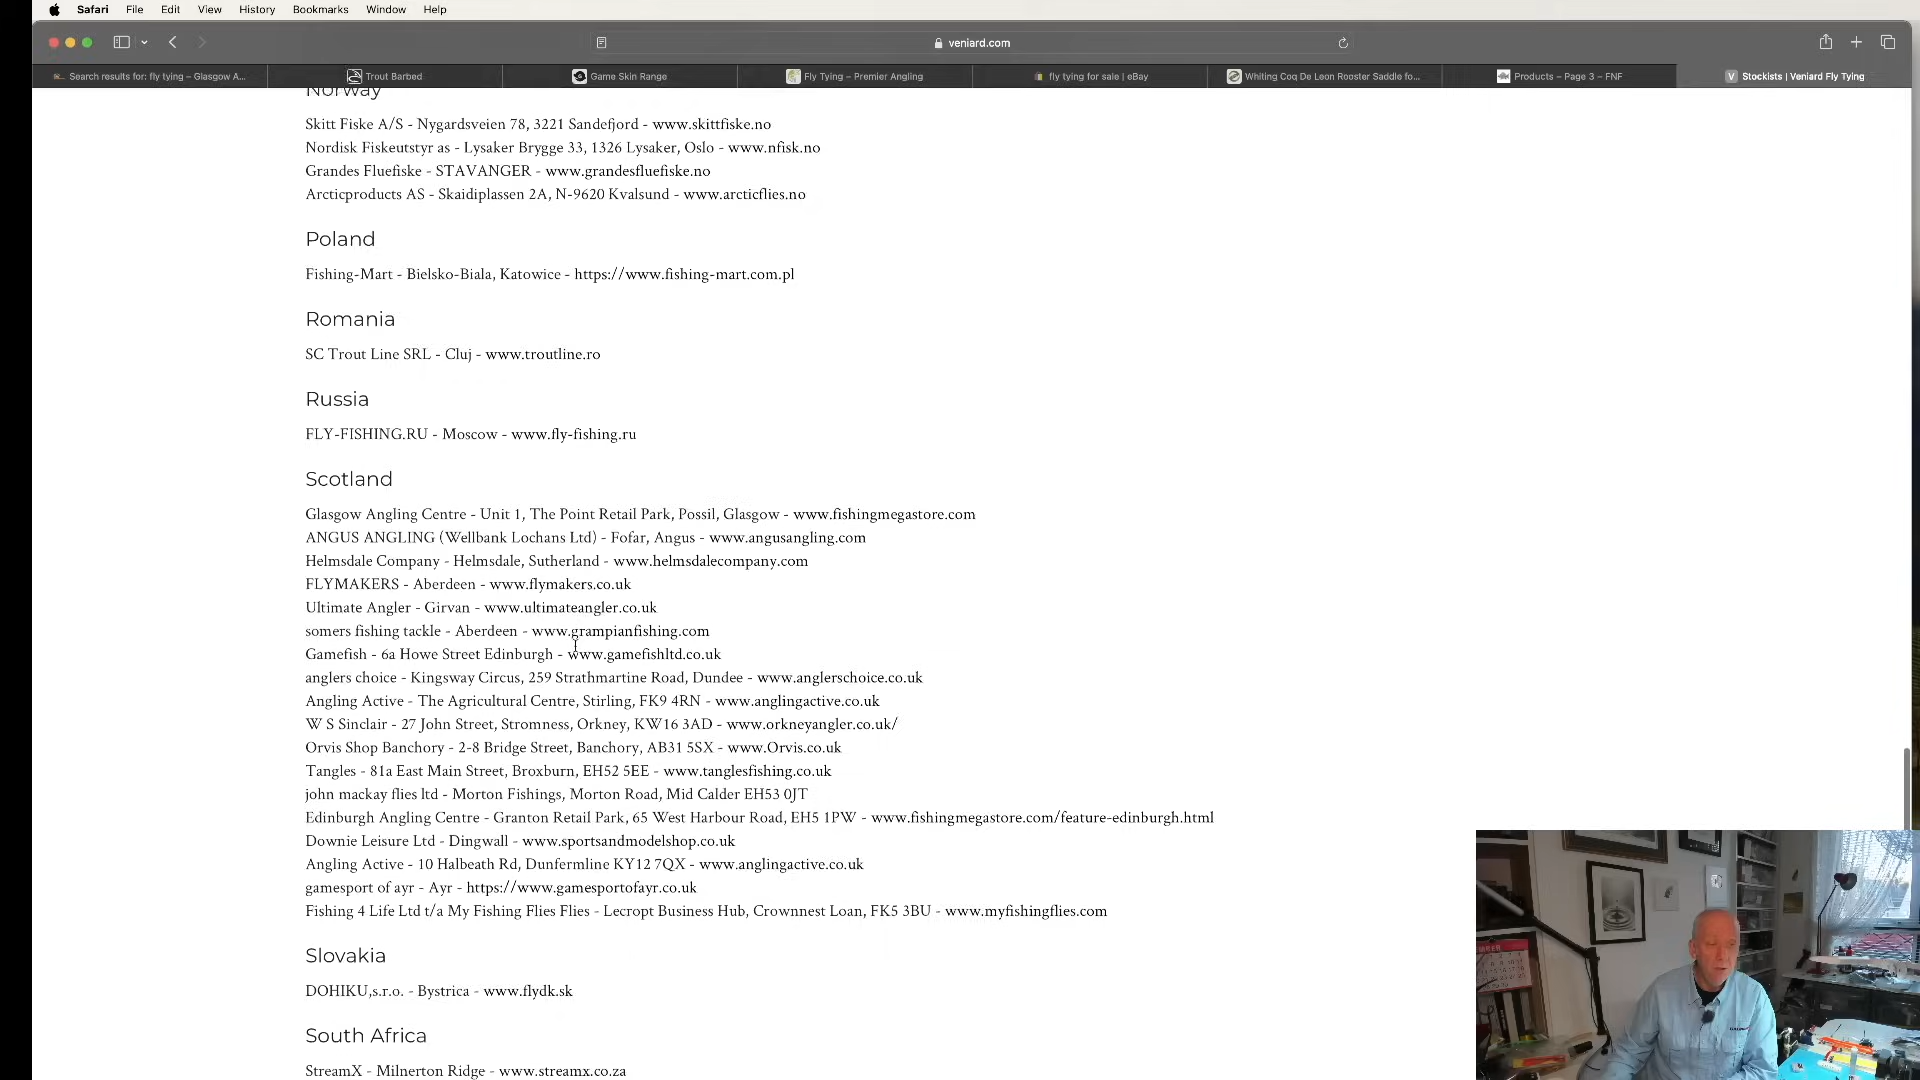 Safari File Edit View History Bookmarks Window Help
veniard.com
Search results for: fly tying – Glasgow A...
Trout Barbed
Game Skin Range
Fly Tying – Premier Angling
fly tying for sale | eBay
Whiting Coq De Leon Rooster Saddle fo...
Products – Page 3 – FNF
Stockists | Veniard Fly Tying
Norway
Skitt Fiske A/S - Nygardsveien 78, 3221 Sandefjord - www.skittfiske.no
Nordisk Fiskeutstyr as - Lysaker Brygge 33, 1326 Lysaker, Oslo - www.nfisk.no
Grandes Fluefiske - STAVANGER - www.grandesfluefiske.no
Arcticproducts AS - Skaidiplassen 2A, N-9620 Kvalsund - www.arcticflies.no
Poland
Fishing-Mart - Bielsko-Biala, Katowice - https://www.fishing-mart.com.pl
Romania
SC Trout Line SRL - Cluj - www.troutline.ro
Russia
FLY-FISHING.RU - Moscow - www.fly-fishing.ru
Scotland
Glasgow Angling Centre - Unit 1, The Point Retail Park, Possil, Glasgow - www.fishingmegastore.com
ANGUS ANGLING (Wellbank Lochans Ltd) - Fofar, Angus - www.angusangling.com
Helmsdale Company - Helmsdale, Sutherland - www.helmsdalecompany.com
FLYMAKERS - Aberdeen - www.flymakers.co.uk
Ultimate Angler - Girvan - www.ultimateangler.co.uk
somers fishing tackle - Aberdeen - www.grampianfishing.com
Gamefish - 6a Howe Street Edinburgh - www.gamefishltd.co.uk
anglers choice - Kingsway Circus, 259 Strathmartine Road, Dundee - www.anglerschoice.co.uk
Angling Active - The Agricultural Centre, Stirling, FK9 4RN - www.anglingactive.co.uk
W S Sinclair - 27 John Street, Stromness, Orkney, KW16 3AD - www.orkneyangler.co.uk/
Orvis Shop Banchory - 2-8 Bridge Street, Banchory, AB31 5SX - www.Orvis.co.uk
Tangles - 81a East Main Street, Broxburn, EH52 5EE - www.tanglesfishing.co.uk
john mackay flies ltd - Morton Fishings, Morton Road, Mid Calder EH53 0JT
Edinburgh Angling Centre - Granton Retail Park, 65 West Harbour Road, EH5 1PW - www.fishingmegastore.com/feature-edinburgh.html
Downie Leisure Ltd - Dingwall - www.sportsandmodelshop.co.uk
Angling Active - 10 Halbeath Rd, Dunfermline KY12 7QX - www.anglingactive.co.uk
gamesport of ayr - Ayr - https://www.gamesportofayr.co.uk
Fishing 4 Life Ltd t/a My Fishing Flies Flies - Lecropt Business Hub, Crownnest Loan, FK5 3BU - www.myfishingflies.com
Slovakia
DOHIKU,s.r.o. - Bystrica - www.flydk.sk
South Africa
StreamX - Milnerton Ridge - www.streamx.co.za